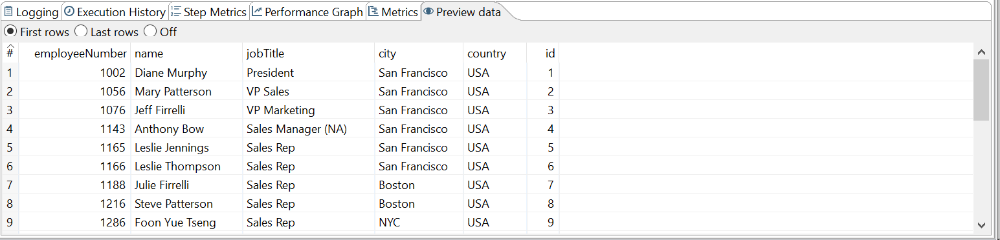 Logging Execution History Step Metrics Performance Graph Metrics Preview data
First rows Last rows Off
# employeeNumber name jobTitle city country id
1 1002 Diane Murphy President San Francisco USA 1
2 1056 Mary Patterson VP Sales San Francisco USA 2
3 1076 Jeff Firrelli VP Marketing San Francisco USA 3
4 1143 Anthony Bow Sales Manager (NA) San Francisco USA 4
5 1165 Leslie Jennings Sales Rep San Francisco USA 5
6 1166 Leslie Thompson Sales Rep San Francisco USA 6
7 1188 Julie Firrelli Sales Rep Boston USA 7
8 1216 Steve Patterson Sales Rep Boston USA 8
9 1286 Foon Yue Tseng Sales Rep NYC USA 9